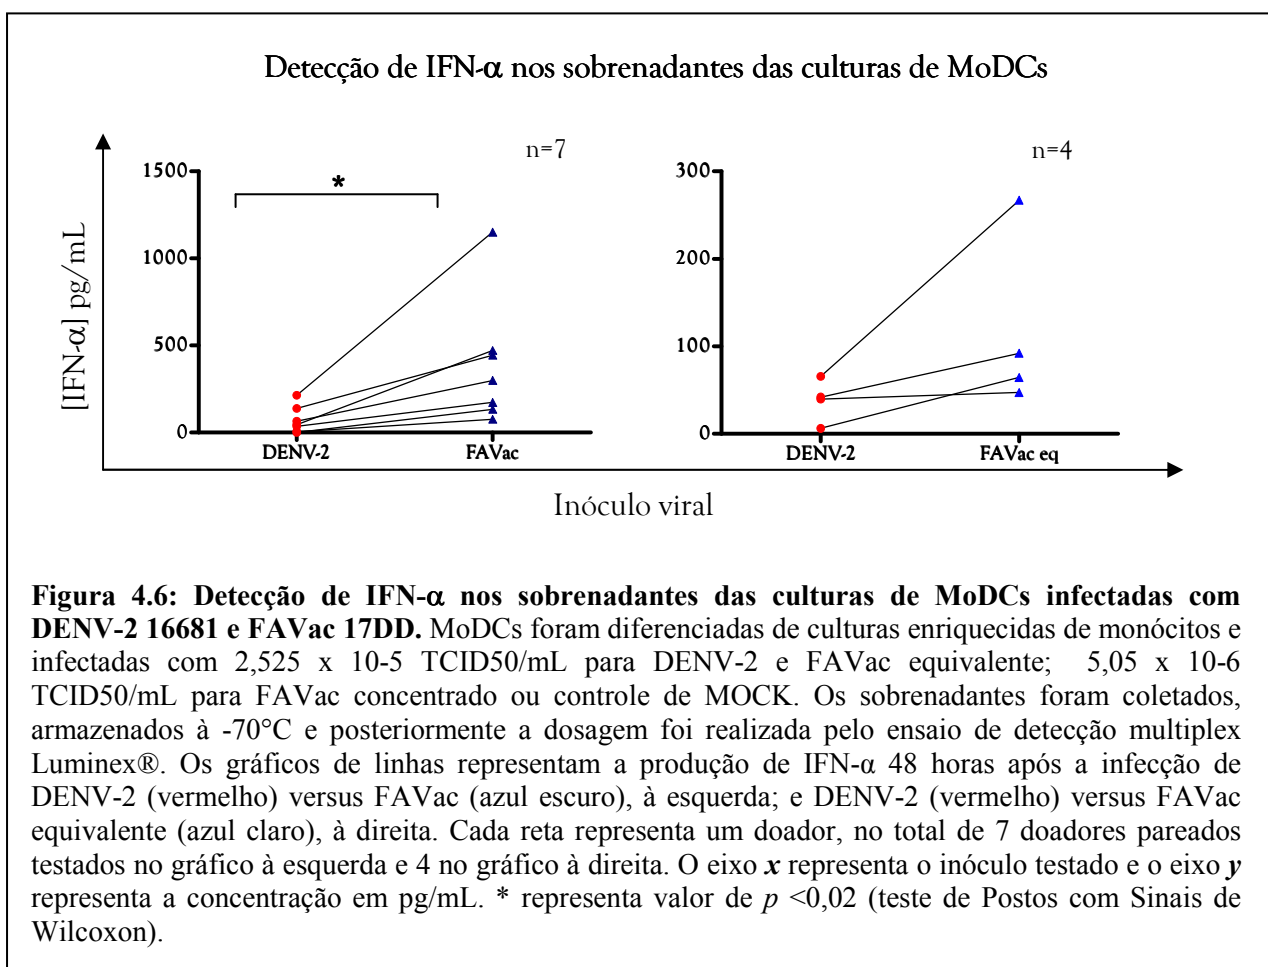 Detecção de IFN-α nos sobrenadantes das culturas de MoDCs
n=7
n=4
[IFN-α] pg/mL
1500
1000
500
0
*
DENV-2
FAVac
300
200
100
0
DENV-2
FAVac eq
Inóculo viral
Figura 4.6: Detecção de IFN-α nos sobrenadantes das culturas de MoDCs infectadas com
DENV-2 16681 e FAVac 17DD. MoDCs foram diferenciadas de culturas enriquecidas de monócitos e
infectadas com 2,525 x 10-5 TCID50/mL para DENV-2 e FAVac equivalente; 5,05 x 10-6
TCID50/mL para FAVac concentrado ou controle de MOCK. Os sobrenadantes foram coletados,
armazenados à -70°C e posteriormente a dosagem foi realizada pelo ensaio de detecção multiplex
Luminex®. Os gráficos de linhas representam a produção de IFN-α 48 horas após a infecção de
DENV-2 (vermelho) versus FAVac (azul escuro), à esquerda; e DENV-2 (vermelho) versus FAVac
equivalente (azul claro), à direita. Cada reta representa um doador, no total de 7 doadores pareados
testados no gráfico à esquerda e 4 no gráfico à direita. O eixo x representa o inóculo testado e o eixo y
representa a concentração em pg/mL. * representa valor de p <0,02 (teste de Postos com Sinais de
Wilcoxon).